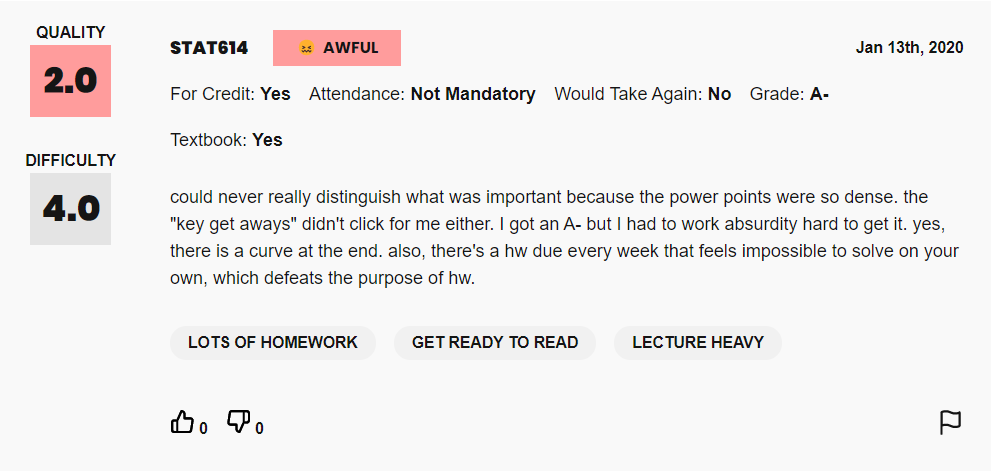 QUALITY
2.0
DIFFICULTY
4.0
STAT614 AWFUL Jan 13th, 2020
For Credit: Yes Attendance: Not Mandatory Would Take Again: No Grade: A-
Textbook: Yes
could never really distinguish what was important because the power points were so dense. the
"key get aways" didn't click for me either. I got an A- but I had to work absurdity hard to get it. yes,
there is a curve at the end. also, there's a hw due every week that feels impossible to solve on your
own, which defeats the purpose of hw.
LOTS OF HOMEWORK GET READY TO READ LECTURE HEAVY
0 0